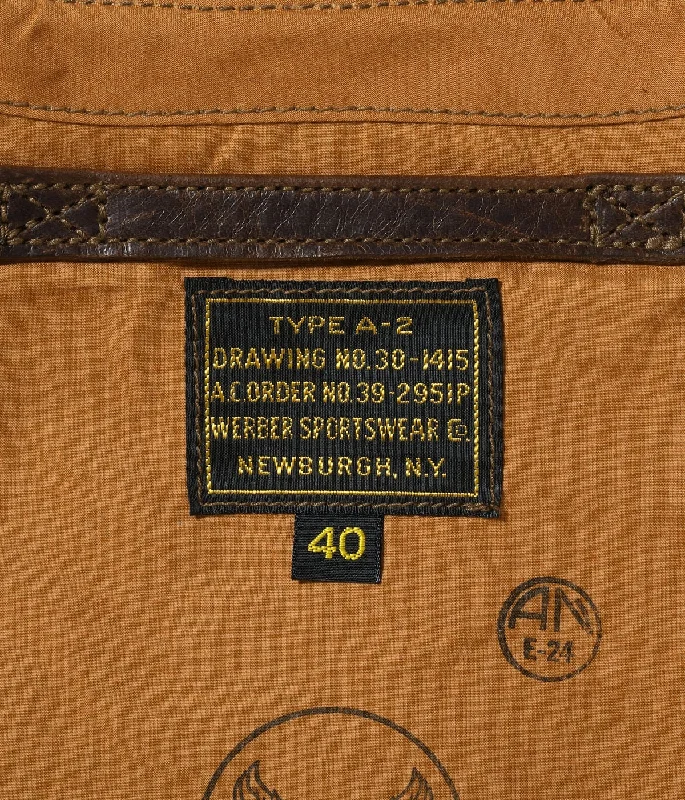 TYPE A-2
DRAWING NO.30-1415
A.C.ORDER NO.39-2951P
WERBER SPORTSWEAR Co.
NEWBURGH, N.Y.
40
AN
E-24